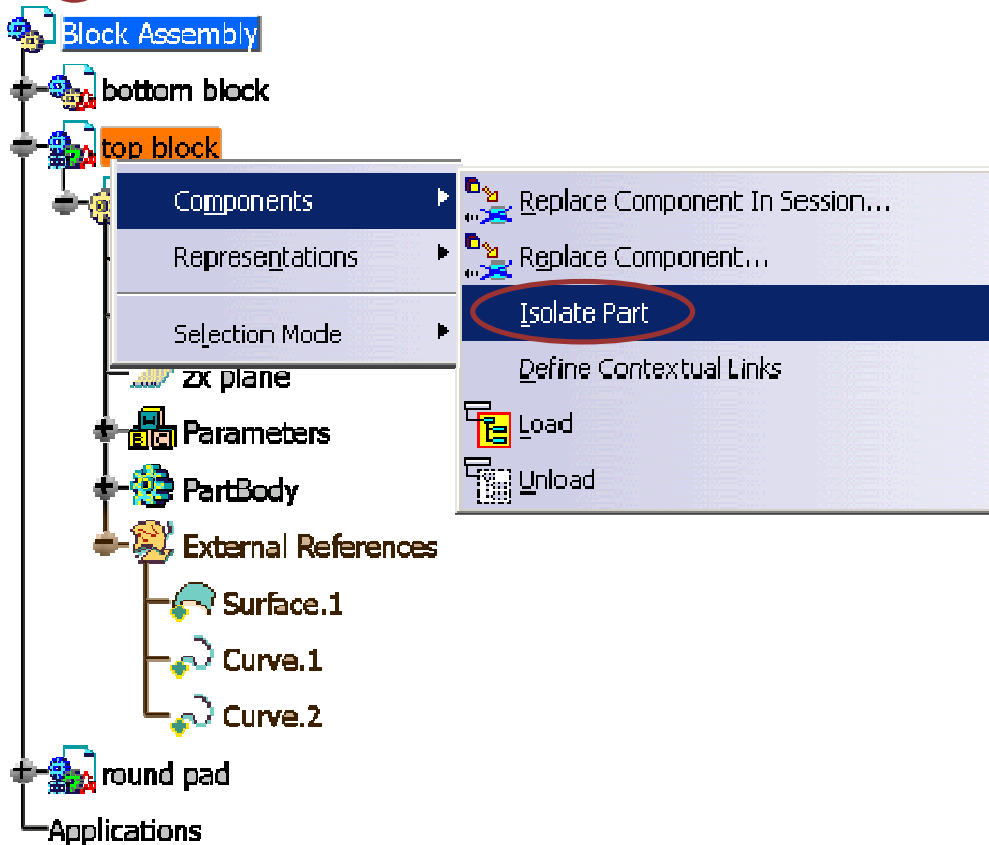 Block Assembly
bottom block
top block
Components
Replace Component In Session...
Representations
Replace Component...
Isolate Part
Selection Mode
Define Contextual Links
zx plane
Load
Parameters
Unload
PartBody
External References
Surface.1
Curve.1
Curve.2
round pad
Applications